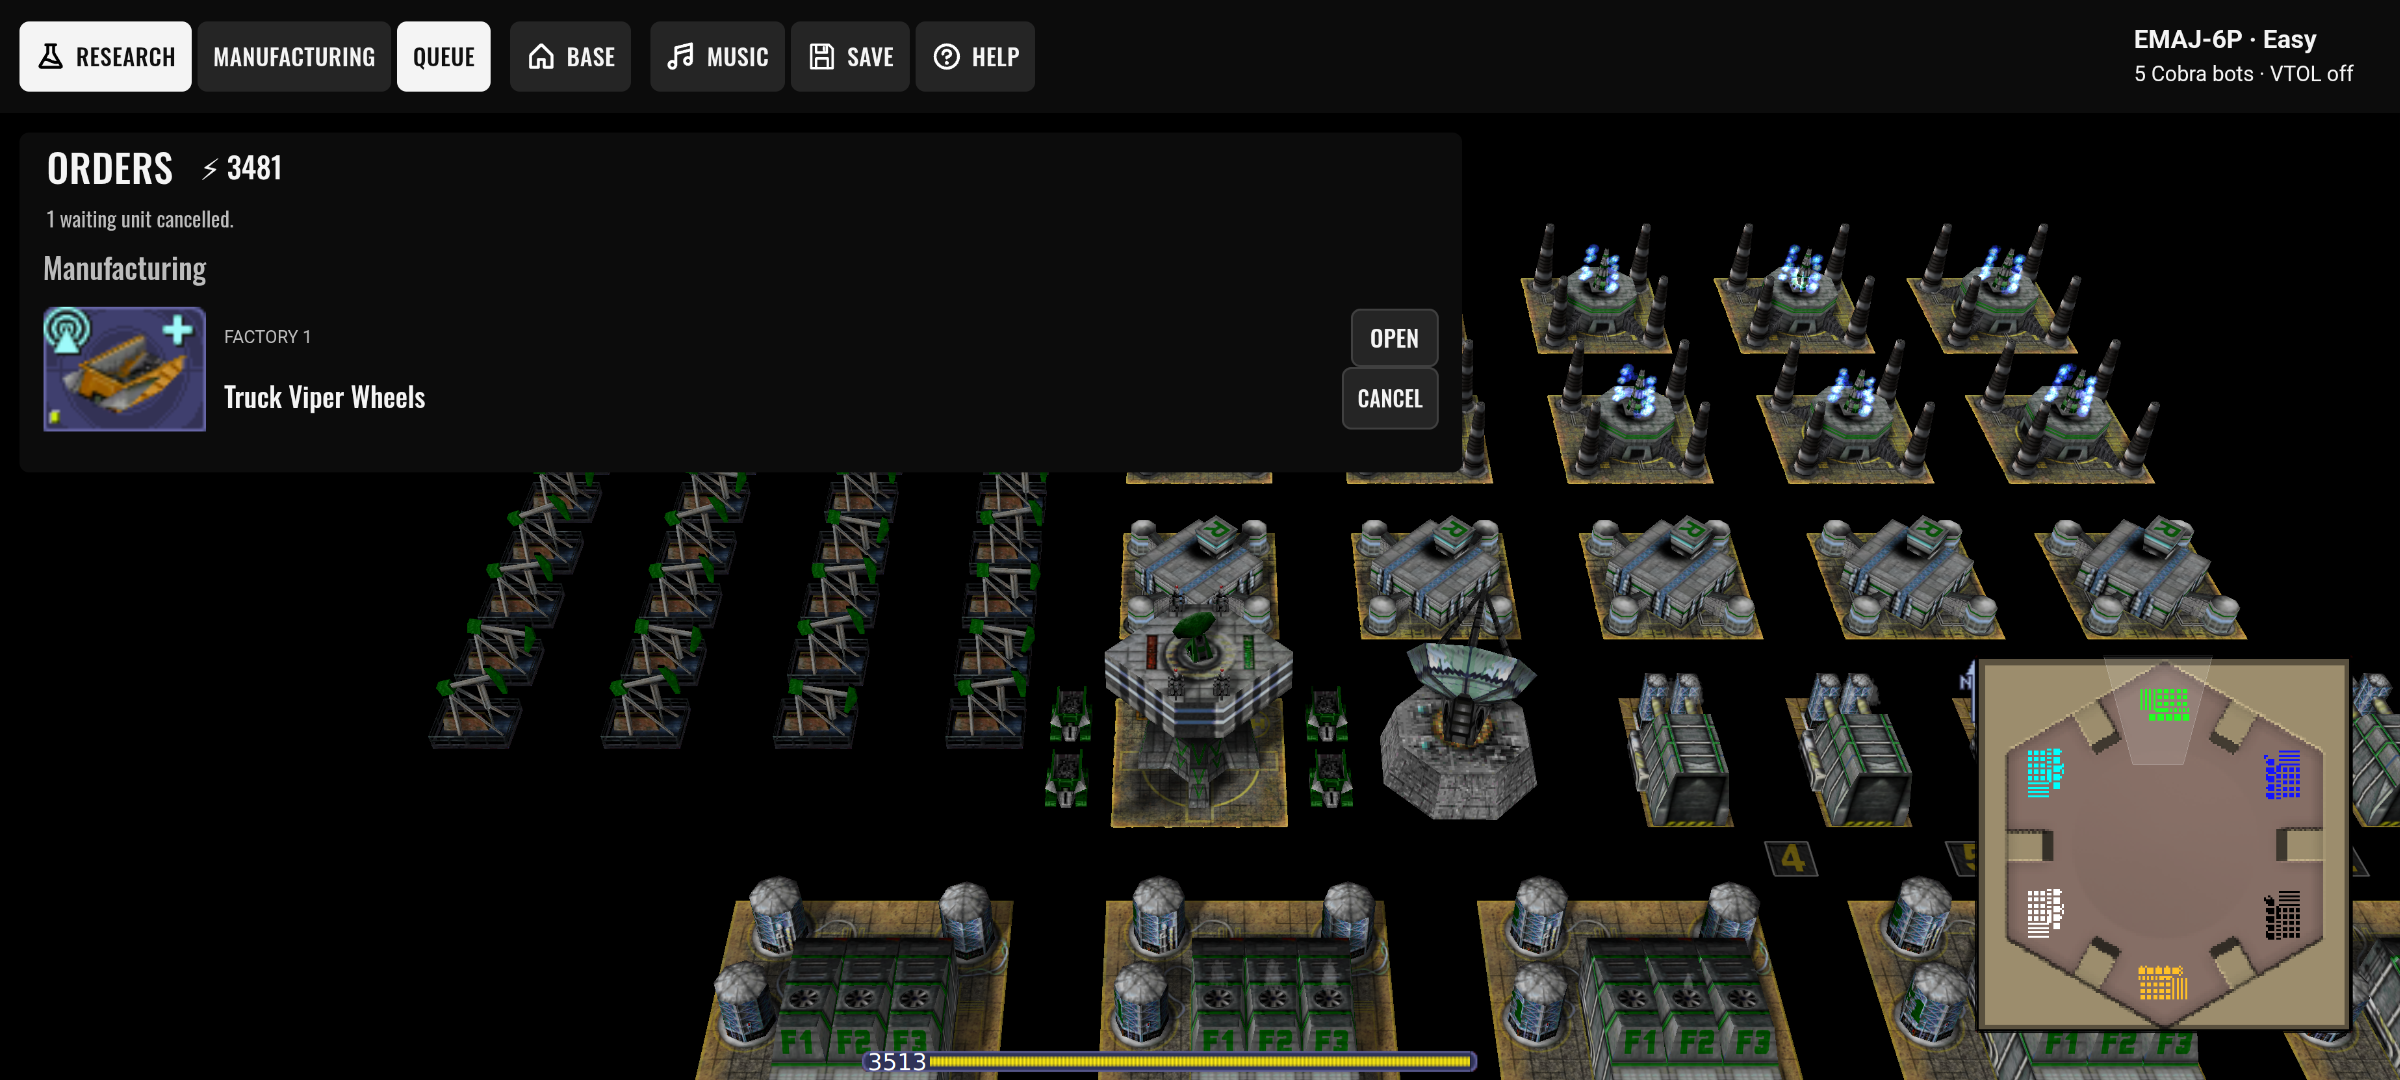 RESEARCH
MANUFACTURING
QUEUE
BASE
MUSIC
SAVE
HELP
EMAJ-6P · Easy
5 Cobra bots · VTOL off
ORDERS ⚡ 3481
1 waiting unit cancelled.
Manufacturing
FACTORY 1
OPEN
Truck Viper Wheels
CANCEL
R
R
R
R
R
N
4
5
F1 F2 F3
F1 F2 F3
F1 F2 F3
F1 F2 F3
3513